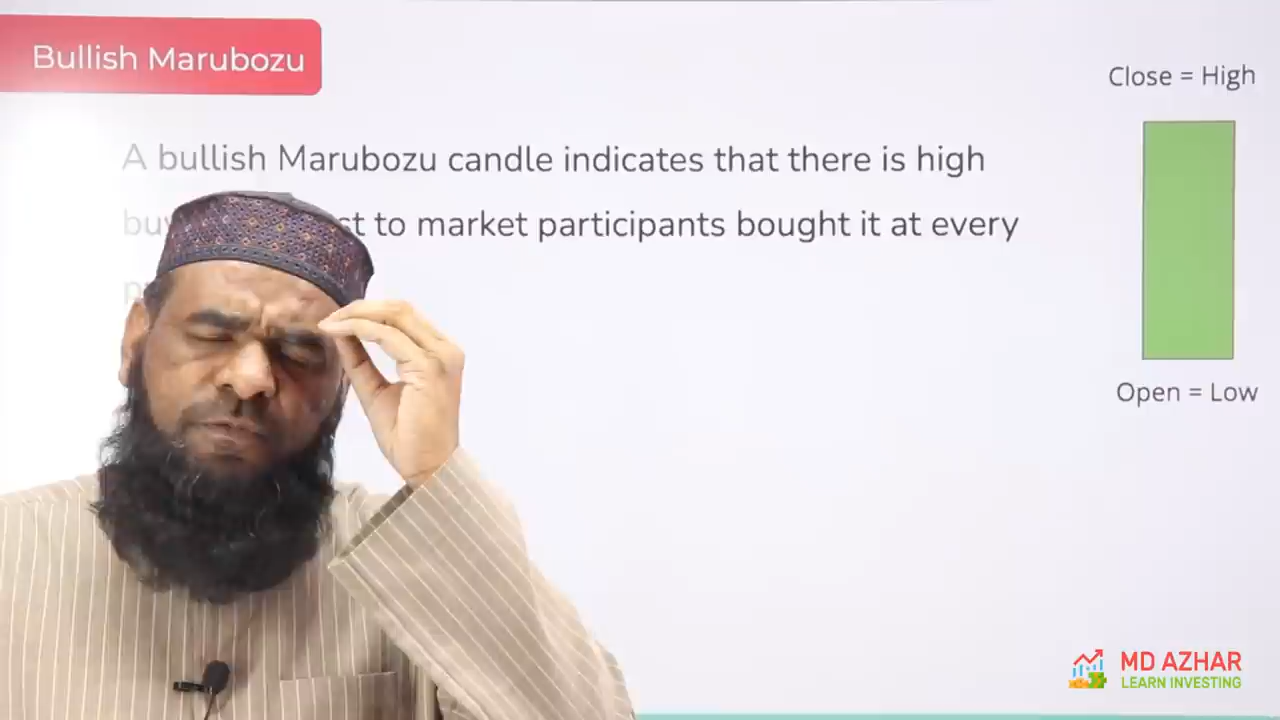 Bullish Marubozu
Close = High
A bullish Marubozu candle indicates that there is high
to market participants bought it at every
Open = Low
MD AZHAR
LEARN INVESTING